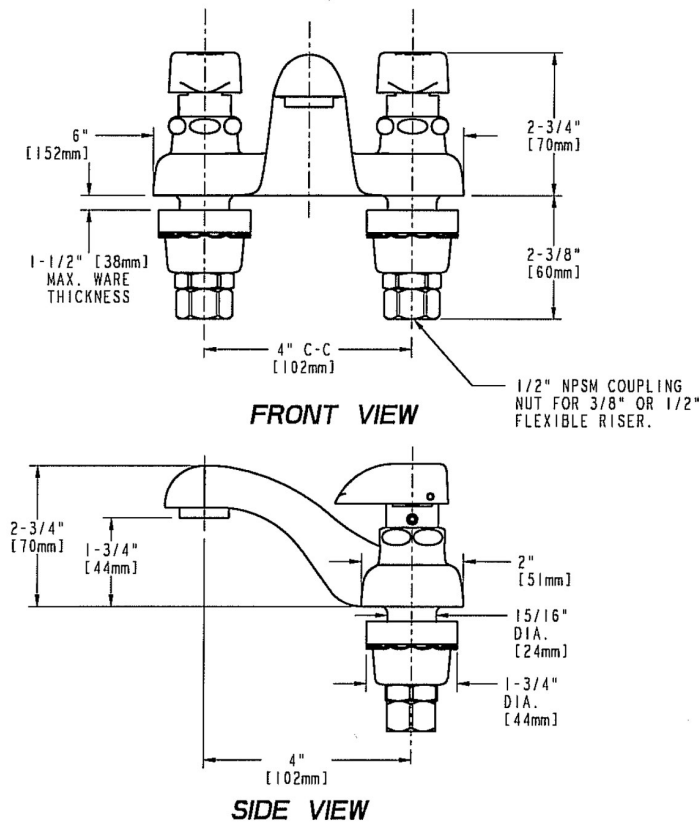 6"
[152mm]
2-3/4"
[70mm]
1-1/2" [38mm]
MAX. WARE
THICKNESS
2-3/8"
[60mm]
4" C-C
[102mm]
1/2" NPSM COUPLING
NUT FOR 3/8" OR 1/2"
FLEXIBLE RISER.
FRONT VIEW
2-3/4"
[70mm]
1-3/4"
[44mm]
2"
[51mm]
15/16"
DIA.
[24mm]
1-3/4"
DIA.
[44mm]
4"
[102mm]
SIDE VIEW